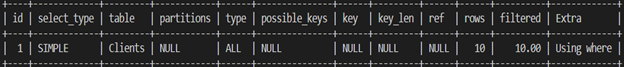 | id | select_type | table | partitions | type | possible_keys | key | key_len | ref | rows | filtered | Extra |
| 1 | SIMPLE | Clients | NULL | ALL | NULL | NULL | NULL | NULL | 10 | 10.00 | Using where |